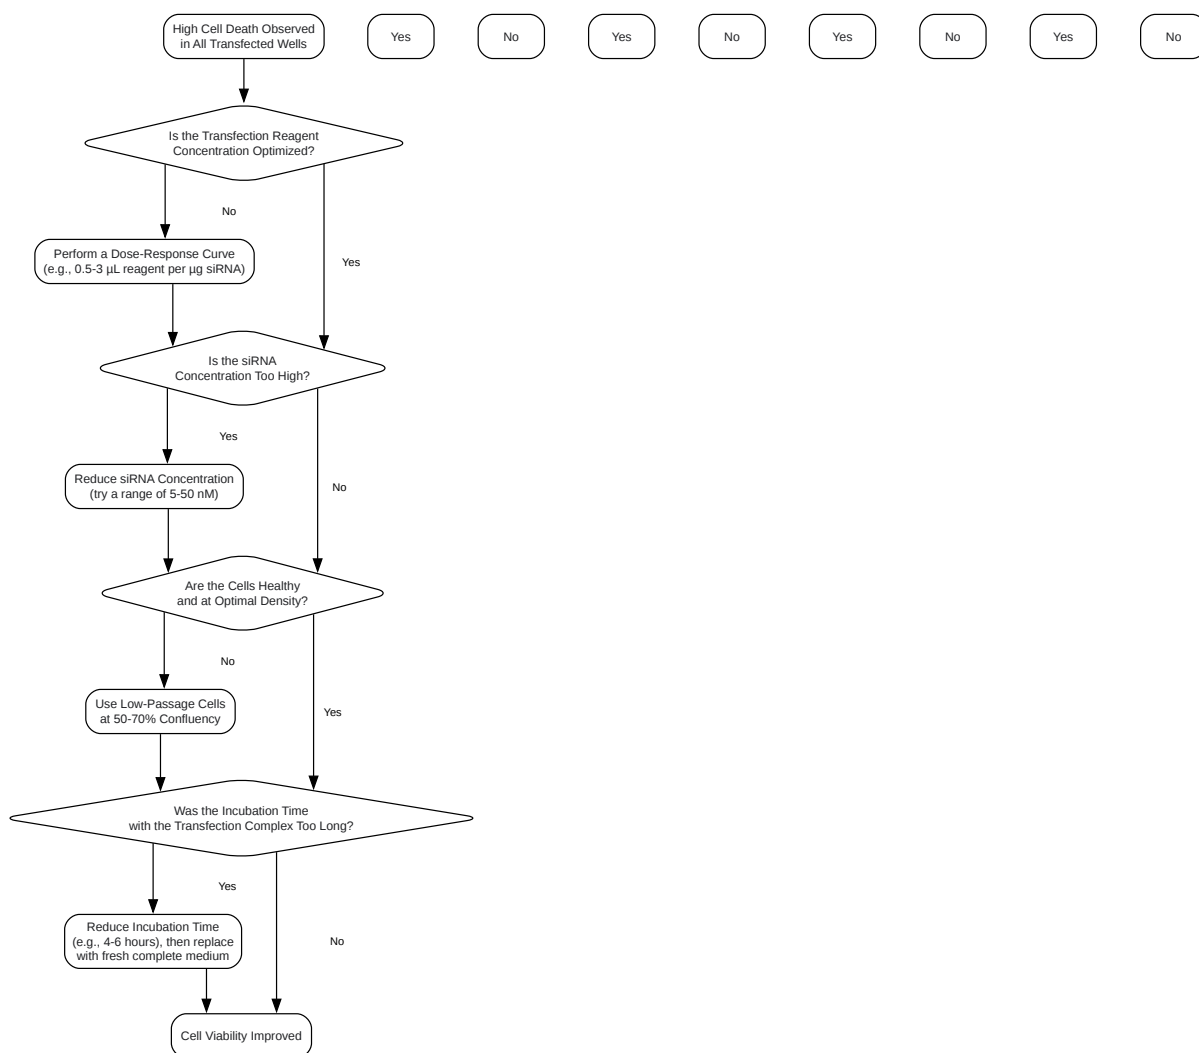 High Cell Death Observed
in All Transfected Wells
Yes
No
Yes
No
Yes
No
Yes
No
Is the Transfection Reagent
Concentration Optimized?
No
Perform a Dose-Response Curve
(e.g., 0.5-3 µL reagent per µg siRNA)
Yes
Is the siRNA
Concentration Too High?
Yes
Reduce siRNA Concentration
(try a range of 5-50 nM)
No
Are the Cells Healthy
and at Optimal Density?
No
Use Low-Passage Cells
at 50-70% Confluency
Yes
Was the Incubation Time
with the Transfection Complex Too Long?
Yes
Reduce Incubation Time
(e.g., 4-6 hours), then replace
with fresh complete medium
No
Cell Viability Improved